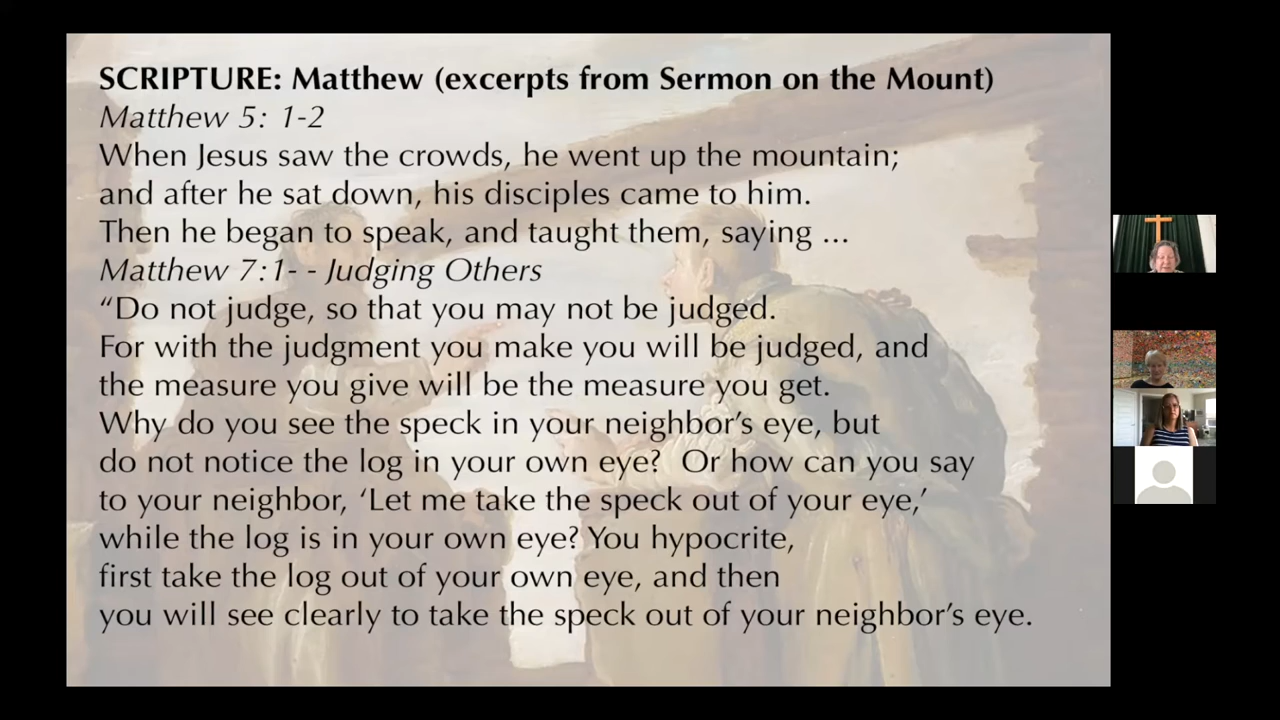 SCRIPTURE: Matthew (excerpts from Sermon on the Mount)
Matthew 5: 1-2
When Jesus saw the crowds, he went up the mountain;
and after he sat down, his disciples came to him.
Then he began to speak, and taught them, saying ...
Matthew 7:1- - Judging Others
“Do not judge, so that you may not be judged.
For with the judgment you make you will be judged, and
the measure you give will be the measure you get.
Why do you see the speck in your neighbor’s eye, but
do not notice the log in your own eye?  Or how can you say
to your neighbor, ‘Let me take the speck out of your eye,’
while the log is in your own eye? You hypocrite,
first take the log out of your own eye, and then
you will see clearly to take the speck out of your neighbor’s eye.